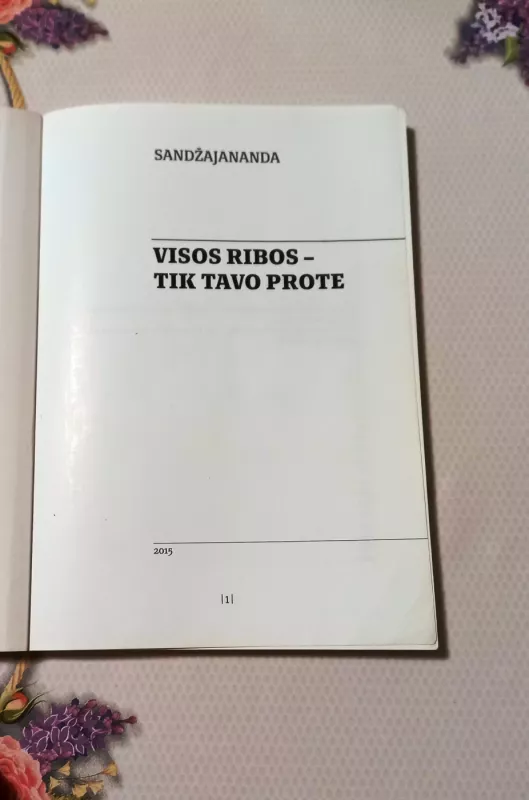 SANDŽAJANANDA
VISOS RIBOS –
TIK TAVO PROTE
2015
|1|